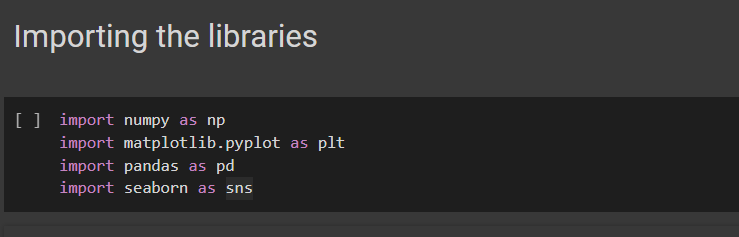 Importing the libraries
[ ] import numpy as np
import matplotlib.pyplot as plt
import pandas as pd
import seaborn as sns